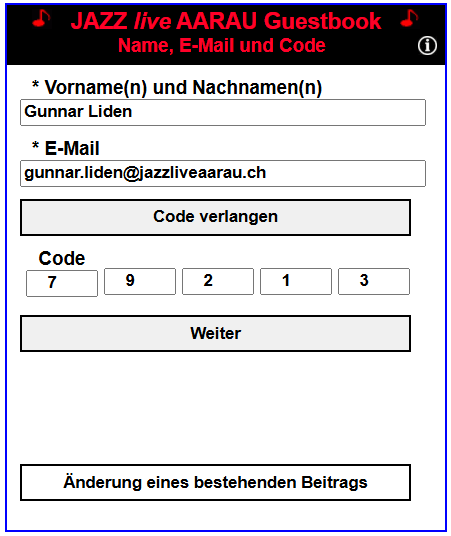 JAZZ live AARAU Guestbook
Name, E-Mail und Code
* Vorname(n) und Nachnamen(n)
Gunnar Liden
* E-Mail
gunnar.liden@jazzliveaarau.ch
Code verlangen
Code
7 9 2 1 3
Weiter
Änderung eines bestehenden Beitrags